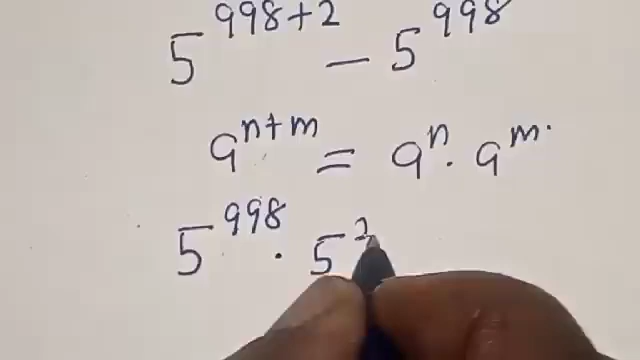 5^998+2 - 5^998
a^n+m = a^n · a^m.
5^998 · 5^2